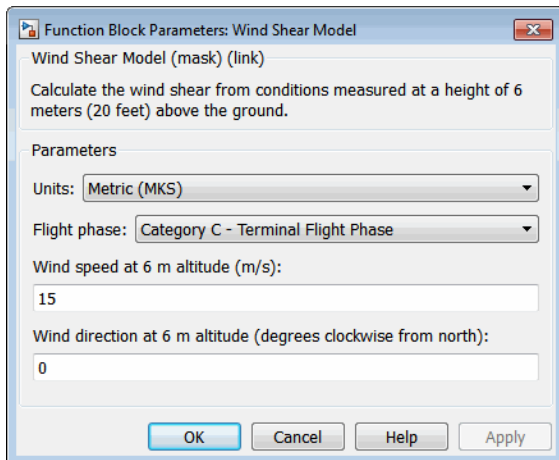 Function Block Parameters: Wind Shear Model
Wind Shear Model (mask) (link)
Calculate the wind shear from conditions measured at a height of 6
meters (20 feet) above the ground.
Parameters
Units: Metric (MKS)
Flight phase: Category C - Terminal Flight Phase
Wind speed at 6 m altitude (m/s):
15
Wind direction at 6 m altitude (degrees clockwise from north):
0
OK Cancel Help Apply